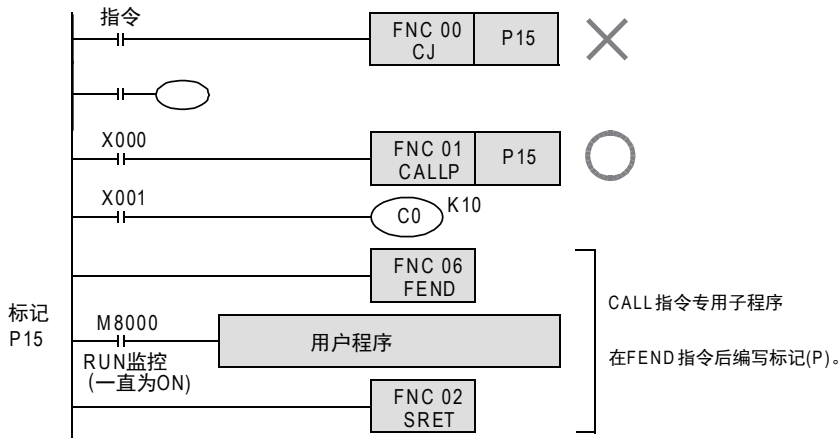 指令
FNC 00 P15
CJ
X000
FNC 01 P15
CALLP
X001
C0 K10
FNC 06
FEND
标记
P15
M8000
用户程序
RUN监控
(一直为ON)
FNC 02
SRET
CALL指令专用子程序
在FEND指令后编写标记(P)。